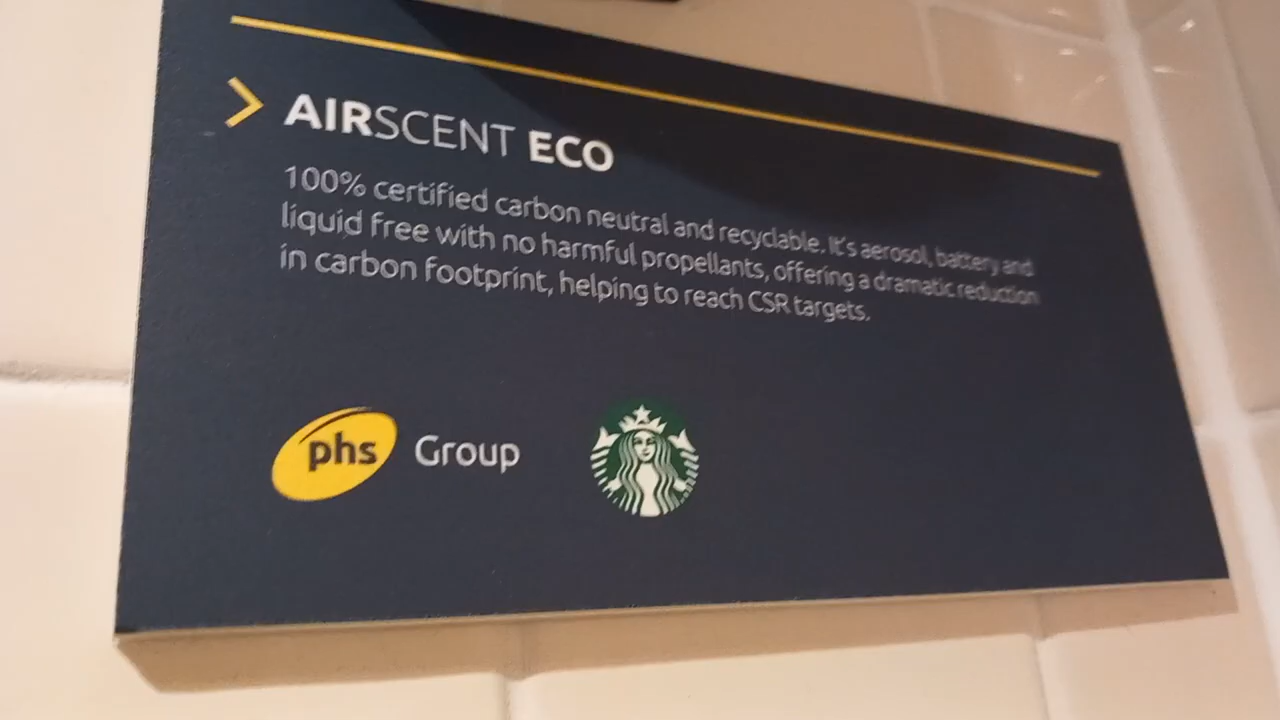 AIRSCENT ECO
100% certified carbon neutral and recyclable. It's aerosol, battery and
liquid free with no harmful propellants, offering a dramatic reduction
in carbon footprint, helping to reach CSR targets.
phs Group